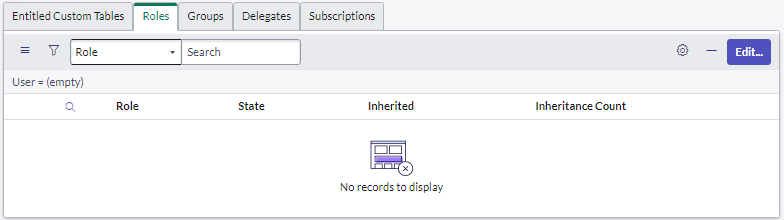 Entitled Custom Tables Roles Groups Delegates Subscriptions
Role Search Edit...
User = (empty)
Role State Inherited Inheritance Count
No records to display